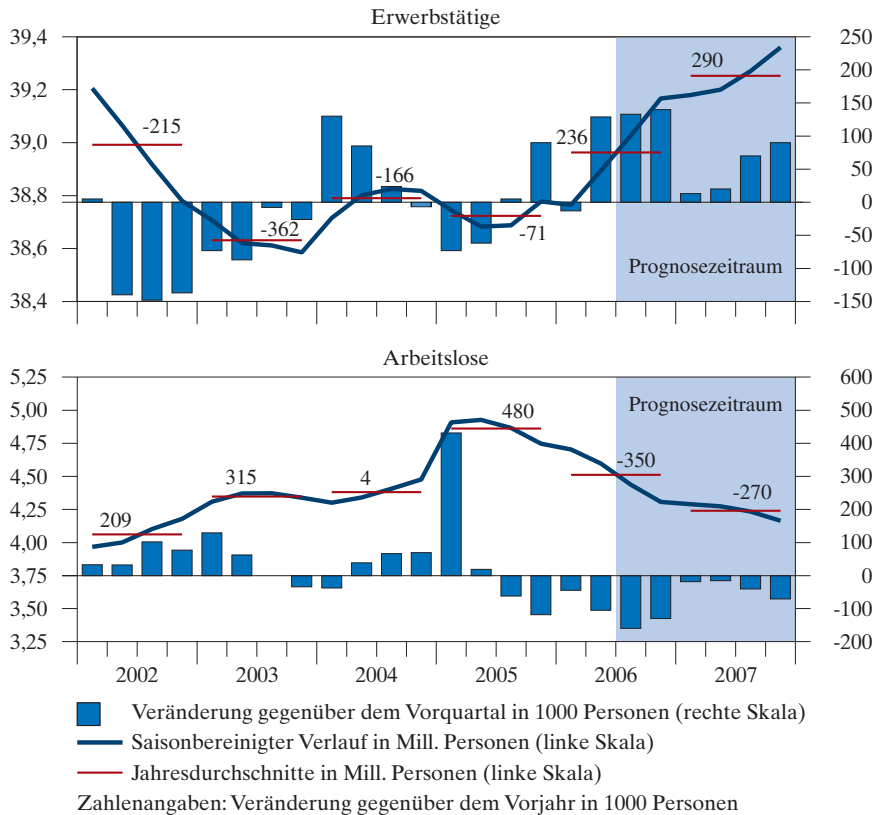 Erwerbstätige
39,4 250
39,2 290 200
-215 150
39,0 236 100
-166 50
38,8 0
-362 -71 -50
38,6 Prognosezeitraum -100
38,4 -150
Arbeitslose
5,25 600
5,00 480 Prognosezeitraum 500
4,75 400
4,50 315 4 -350 300
4,25 209 -270 200
4,00 100
3,75 0
3,50 -100
3,25 -200
2002 2003 2004 2005 2006 2007
Veränderung gegenüber dem Vorquartal in 1000 Personen (rechte Skala)
Saisonbereinigter Verlauf in Mill. Personen (linke Skala)
Jahresdurchschnitte in Mill. Personen (linke Skala)
Zahlenangaben: Veränderung gegenüber dem Vorjahr in 1000 Personen